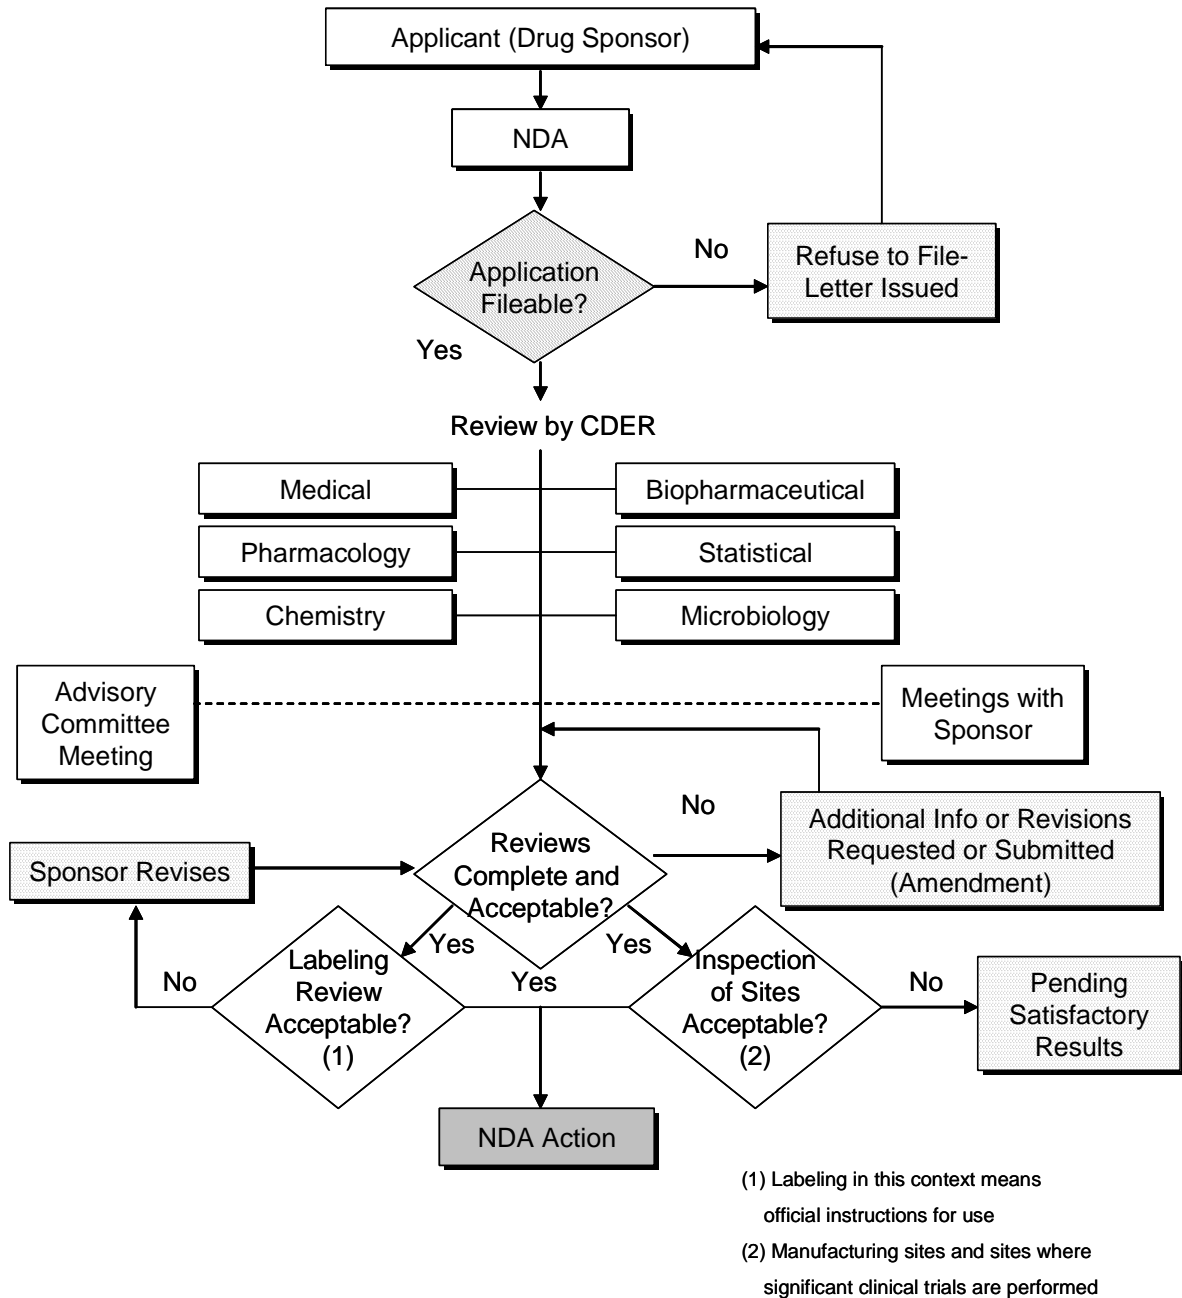 Applicant (Drug Sponsor)
NDA
Application
Fileable?
No
Refuse to File-
Letter Issued
Yes
Review by CDER
Medical
Biopharmaceutical
Pharmacology
Statistical
Chemistry
Microbiology
Advisory
Committee
Meeting
Meetings with
Sponsor
No
Additional Info or Revisions
Requested or Submitted
(Amendment)
Reviews
Complete and
Acceptable?
Sponsor Revises
Yes
Yes
No
Labeling
Review
Acceptable?
(1)
Yes
Inspection
of Sites
Acceptable?
(2)
No
Pending
Satisfactory
Results
NDA Action
(1) Labeling in this context means
official instructions for use
(2) Manufacturing sites and sites where
significant clinical trials are performed